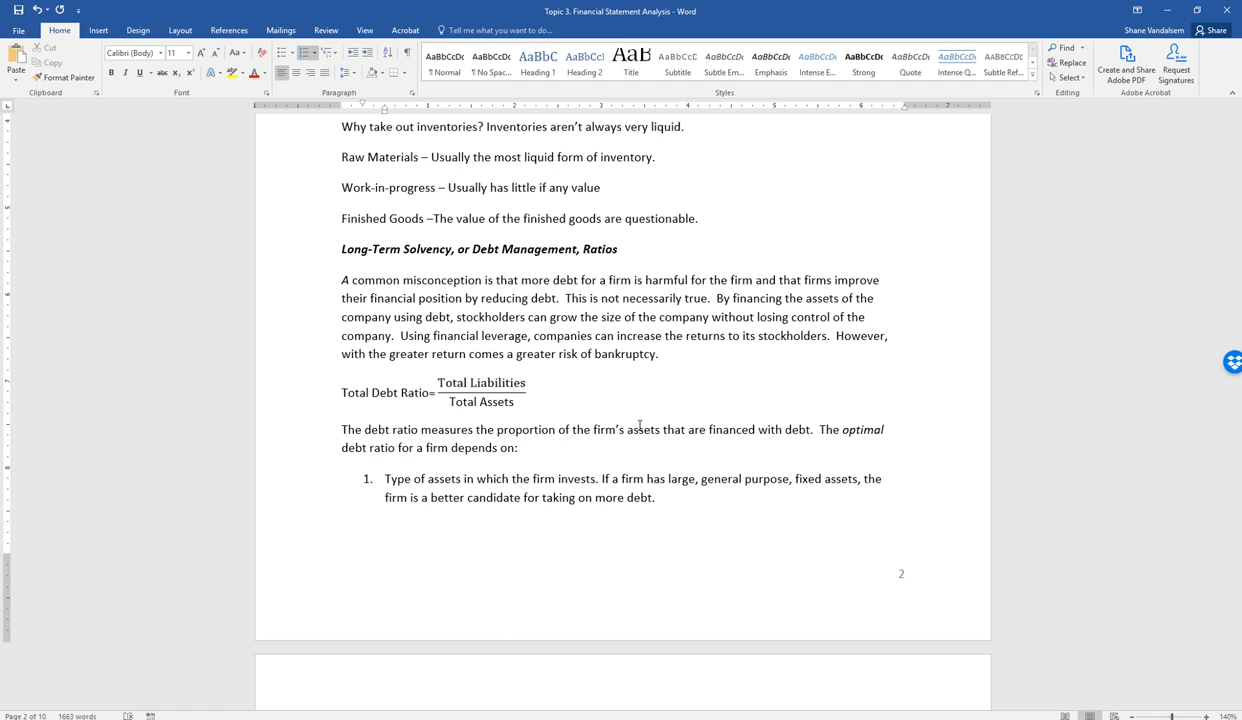 Topic 3. Financial Statement Analysis - Word
File Home Insert Design Layout References Mailings Review View Acrobat Tell me what you want to do... Shane Vandalsem Share
Paste
Cut
Copy
Format Painter
Calibri (Body) 11
AaBbCcDc AaBbCcDc AaBbC AaBbCcl AaB AaBbCcD AaBbCcDc AaBbCcDc AaBbCcDc AaBbCcDc AaBbCcDc AaBbCcDc AABBCCDC
¶ Normal ¶ No Spac... Heading 1 Heading 2 Title Subtitle Subtle Em... Emphasis Intense E... Strong Quote Intense Q... Subtle Ref...
Find
Replace
Select
Create and Share
Adobe PDF
Request
Signatures
Clipboard Font Paragraph Styles Editing Adobe Acrobat
Why take out inventories? Inventories aren't always very liquid.
Raw Materials – Usually the most liquid form of inventory.
Work-in-progress – Usually has little if any value
Finished Goods –The value of the finished goods are questionable.
Long-Term Solvency, or Debt Management, Ratios
A common misconception is that more debt for a firm is harmful for the firm and that firms improve
their financial position by reducing debt. This is not necessarily true. By financing the assets of the
company using debt, stockholders can grow the size of the company without losing control of the
company. Using financial leverage, companies can increase the returns to its stockholders. However,
with the greater return comes a greater risk of bankruptcy.
Total Debt Ratio= Total Liabilities
Total Assets
The debt ratio measures the proportion of the firm's assets that are financed with debt. The optimal
debt ratio for a firm depends on:
1. Type of assets in which the firm invests. If a firm has large, general purpose, fixed assets, the
firm is a better candidate for taking on more debt.
2
Page 2 of 10 1663 words 140%